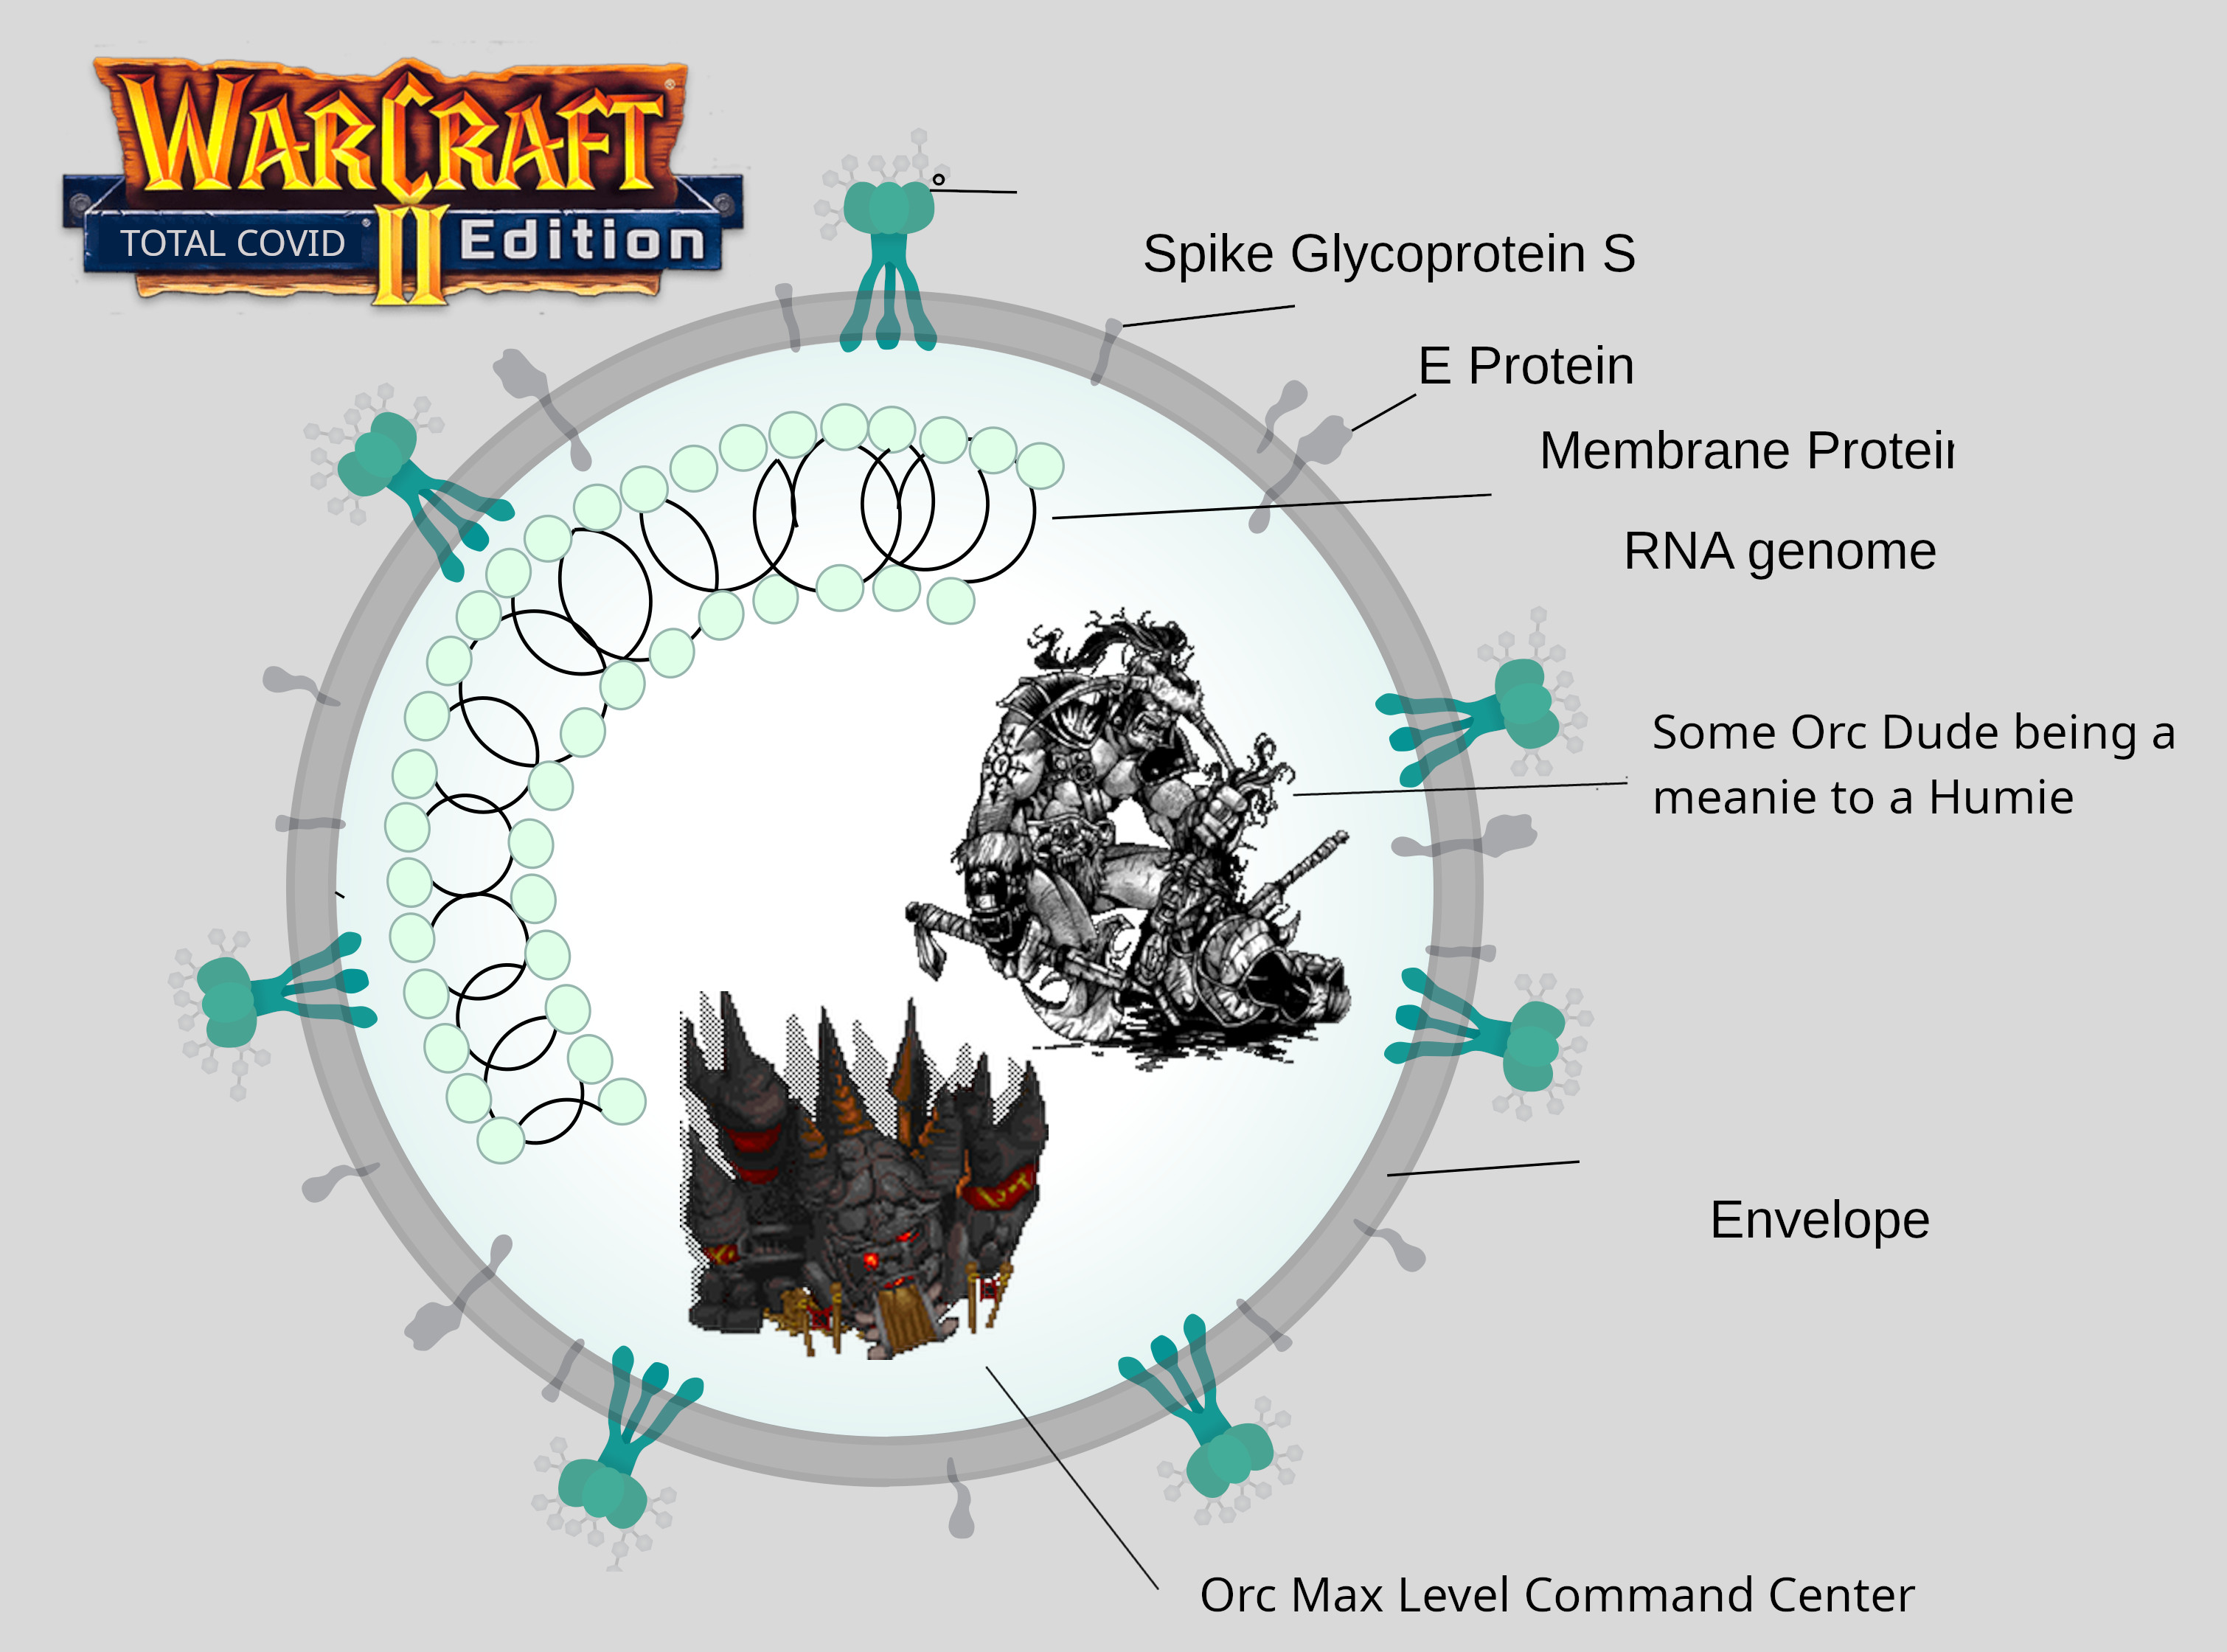 WARCRAFT
TOTAL COVID II Edition
Spike Glycoprotein S
E Protein
Membrane Protein
RNA genome
Some Orc Dude being a
meanie to a Humie
Envelope
Orc Max Level Command Center